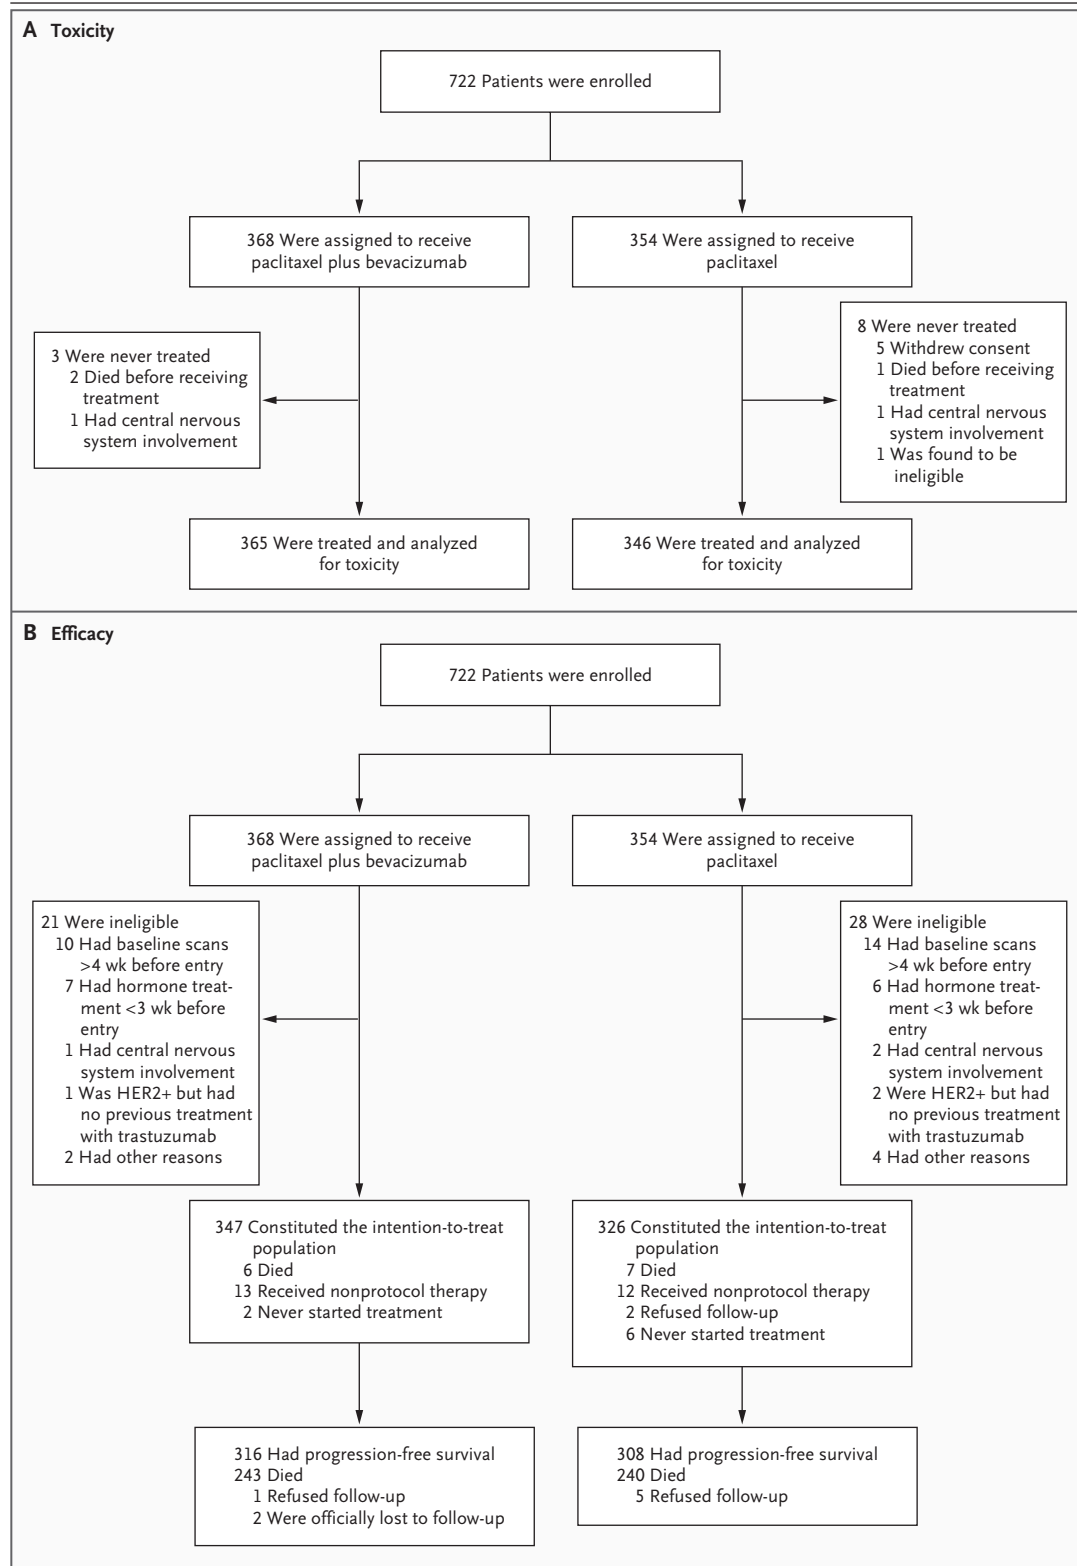 A Toxicity
722 Patients were enrolled
368 Were assigned to receive
paclitaxel plus bevacizumab
354 Were assigned to receive
paclitaxel
3 Were never treated
2 Died before receiving
treatment
1 Had central nervous
system involvement
8 Were never treated
5 Withdrew consent
1 Died before receiving
treatment
1 Had central nervous
system involvement
1 Was found to be
ineligible
365 Were treated and analyzed
for toxicity
346 Were treated and analyzed
for toxicity
B Efficacy
722 Patients were enrolled
368 Were assigned to receive
paclitaxel plus bevacizumab
354 Were assigned to receive
paclitaxel
21 Were ineligible
10 Had baseline scans
>4 wk before entry
7 Had hormone treat-
ment <3 wk before
entry
1 Had central nervous
system involvement
1 Was HER2+ but had
no previous treatment
with trastuzumab
2 Had other reasons
28 Were ineligible
14 Had baseline scans
>4 wk before entry
6 Had hormone treat-
ment <3 wk before
entry
2 Had central nervous
system involvement
2 Were HER2+ but had
no previous treatment
with trastuzumab
4 Had other reasons
347 Constituted the intention-to-treat
population
6 Died
13 Received nonprotocol therapy
2 Never started treatment
326 Constituted the intention-to-treat
population
7 Died
12 Received nonprotocol therapy
2 Refused follow-up
6 Never started treatment
316 Had progression-free survival
243 Died
1 Refused follow-up
2 Were officially lost to follow-up
308 Had progression-free survival
240 Died
5 Refused follow-up